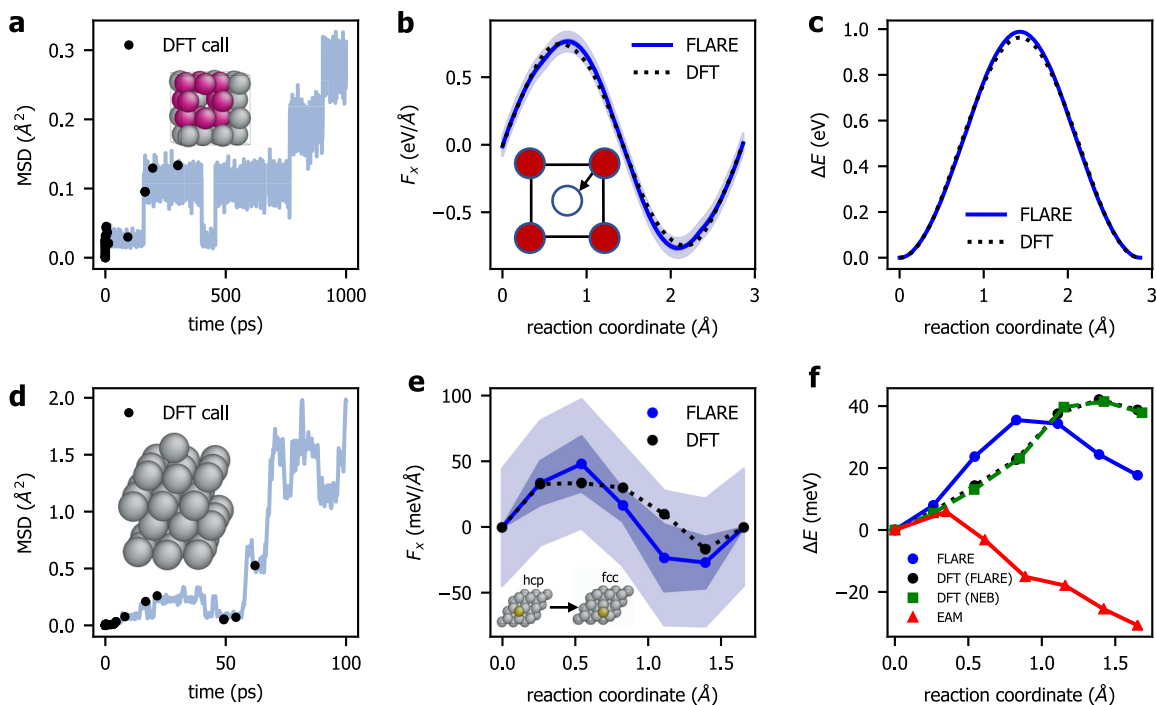 a
DFT call
MSD (Å²)
0.3
0.2
0.1
0.0
0
500
1000
time (ps)
b
FLARE
DFT
Fₓ (eV/Å)
0.5
0.0
−0.5
0
1
2
3
reaction coordinate (Å)
c
FLARE
DFT
ΔE (eV)
1.0
0.8
0.6
0.4
0.2
0.0
0
1
2
3
reaction coordinate (Å)
d
DFT call
MSD (Å²)
2.0
1.5
1.0
0.5
0.0
0
50
100
time (ps)
e
FLARE
DFT
Fₓ (meV/Å)
100
50
0
−50
hcp
fcc
0.0
0.5
1.0
1.5
reaction coordinate (Å)
f
ΔE (meV)
40
20
0
−20
FLARE
DFT (FLARE)
DFT (NEB)
EAM
0.0
0.5
1.0
1.5
reaction coordinate (Å)